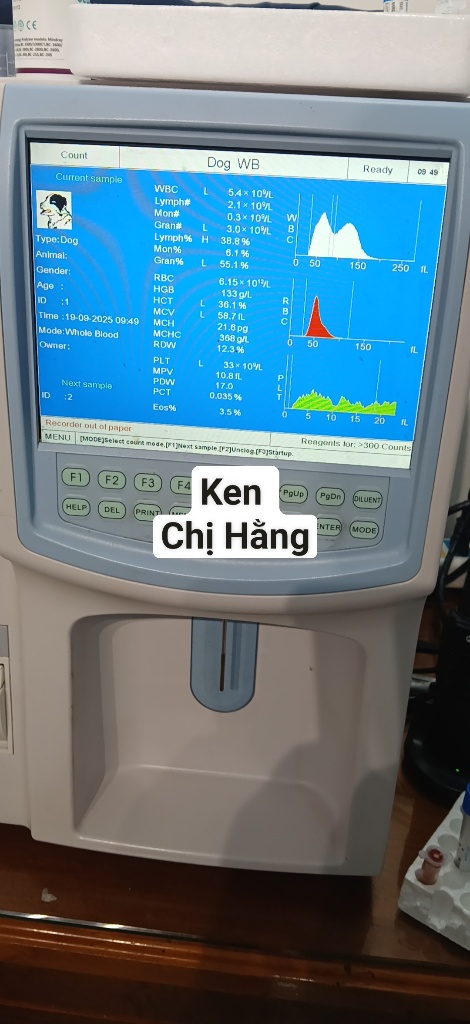 Count
Dog WB
Ready
09 49
Current sample
Type:Dog
Animal:
Gender:
Age :
ID :1
Time :19-09-2025 09:49
Mode:Whole Blood
Owner:
Next sample
ID :2
WBC L 5.4 x 10⁹/L
Lymph# 2.1 x 10⁹/L
Mon# 0.3 x 10⁹/L
Gran# L 3.0 x 10⁹/L
Lymph% H 38.8 %
Mon% 6.1 %
Gran% L 55.1 %
RBC 6.15 x 10¹²/L
HGB 133 g/L
HCT L 36.1 %
MCV L 58.7 fL
MCH 21.6 pg
MCHC 368 g/L
RDW 12.3 %
PLT L 33 x 10⁹/L
MPV 10.8 fL
PDW 17.0
PCT 0.035 %
Eos% 3.5 %
WBC
0 50 150 250 fL
RBC
50 150 fL
PLT
0 5 10 15 20 fL
Recorder out of paper
Reagents for: >300 Counts
MENU [MODE]Select count mode,[F1]Next sample,[F2]Unclog,[F3]Startup.
F1 F2 F3 F4 PgUp PgDn DILUENT
HELP DEL PRINT ENTER MODE
Ken
Chị Hằng